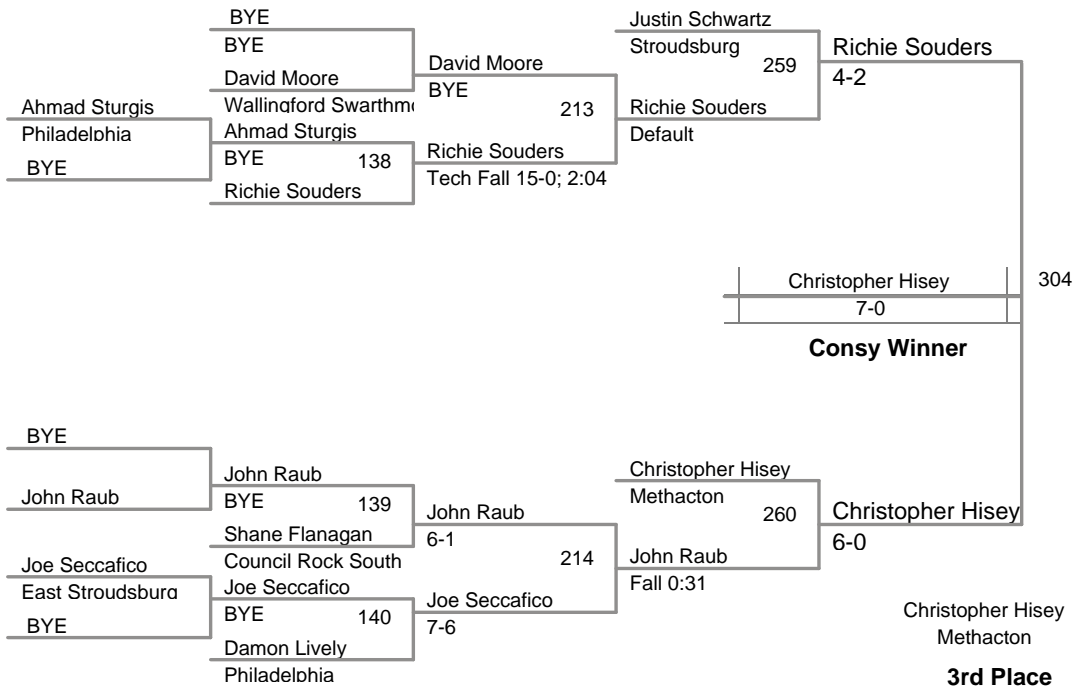 BYE
BYE
David Moore
Wallingford Swarthmo
Ahmad Sturgis
Philadelphia
BYE
Ahmad Sturgis
BYE
138
Richie Souders
David Moore
BYE
213
Richie Souders
Tech Fall 15-0; 2:04
Justin Schwartz
Stroudsburg
259
Richie Souders
Default
Richie Souders
4-2
Christopher Hisey
7-0
304
Consy Winner
BYE
John Raub
John Raub
BYE
139
Shane Flanagan
Council Rock South
Joe Seccafico
East Stroudsburg
BYE
Joe Seccafico
BYE
140
Damon Lively
Philadelphia
John Raub
6-1
214
Joe Seccafico
7-6
Christopher Hisey
Methacton
260
John Raub
Fall 0:31
Christopher Hisey
6-0
Christopher Hisey
Methacton
3rd Place